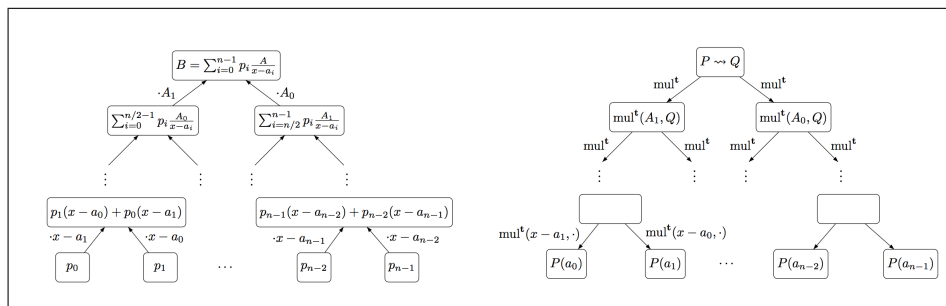 B = ∑_{i=0}^{n−1} p_i A/(x−a_i)
·A_1 ·A_0
∑_{i=0}^{n/2−1} p_i A_0/(x−a_i) ∑_{i=n/2}^{n−1} p_i A_1/(x−a_i)
⋮ ⋮ ⋮ ⋮
p_1(x − a_0) + p_0(x − a_1) p_{n−1}(x − a_{n−2}) + p_{n−2}(x − a_{n−1})
·x − a_1 ·x − a_0 ·x − a_{n−1} ·x − a_{n−2}
p_0 p_1 ⋯ p_{n−2} p_{n−1}
P ⇝ Q
mul^t mul^t
mul^t(A_1, Q) mul^t(A_0, Q)
mul^t mul^t mul^t mul^t
⋮ ⋮ ⋮ ⋮
mul^t(x − a_1, ·) mul^t(x − a_0, ·)
P(a_0) P(a_1) ⋯ P(a_{n−2}) P(a_{n−1})